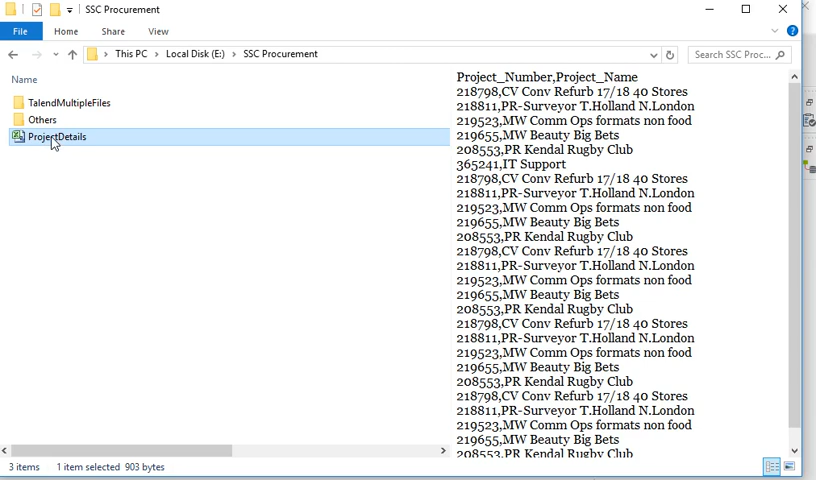 SSC Procurement
File Home Share View
This PC Local Disk (E:) SSC Procurement Search SSC Proc...
Name
TalendMultipleFiles
Others
ProjectDetails
Project_Number,Project_Name
218798,CV Conv Refurb 17/18 40 Stores
218811,PR-Surveyor T.Holland N.London
219523,MW Comm Ops formats non food
219655,MW Beauty Big Bets
208553,PR Kendal Rugby Club
365241,IT Support
218798,CV Conv Refurb 17/18 40 Stores
218811,PR-Surveyor T.Holland N.London
219523,MW Comm Ops formats non food
219655,MW Beauty Big Bets
208553,PR Kendal Rugby Club
218798,CV Conv Refurb 17/18 40 Stores
218811,PR-Surveyor T.Holland N.London
219523,MW Comm Ops formats non food
219655,MW Beauty Big Bets
208553,PR Kendal Rugby Club
218798,CV Conv Refurb 17/18 40 Stores
218811,PR-Surveyor T.Holland N.London
219523,MW Comm Ops formats non food
219655,MW Beauty Big Bets
208553,PR Kendal Rugby Club
218798,CV Conv Refurb 17/18 40 Stores
218811,PR-Surveyor T.Holland N.London
219523,MW Comm Ops formats non food
219655,MW Beauty Big Bets
208553,PR Kendal Rugby Club
3 items 1 item selected 903 bytes